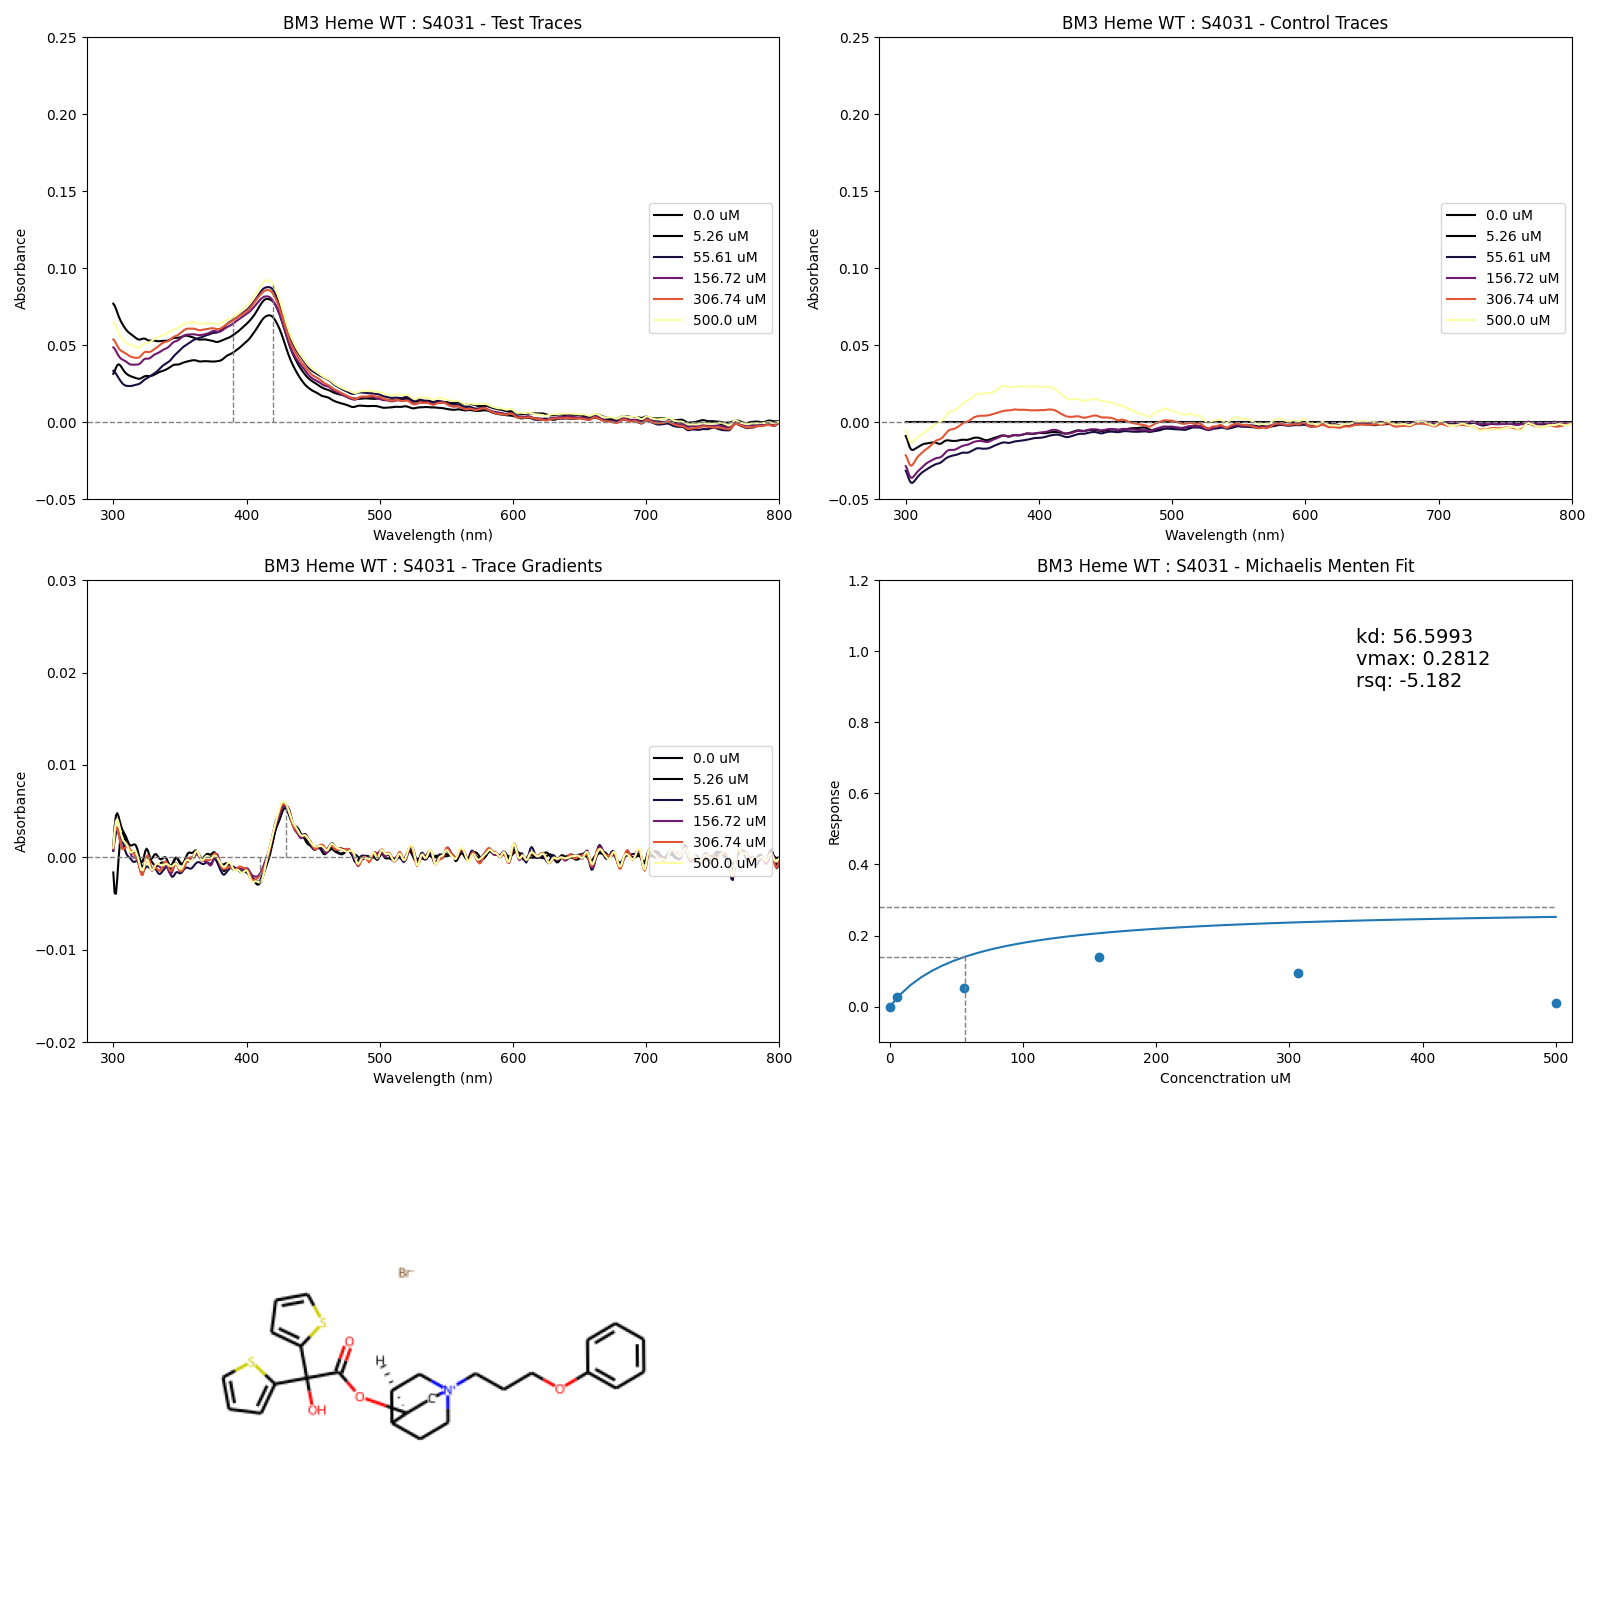 BM3 Heme WT : S4031 - Test Traces
0.25
0.20
0.15
0.10
0.05
0.00
−0.05
Absorbance
300 400 500 600 700 800
Wavelength (nm)
0.0 uM
5.26 uM
55.61 uM
156.72 uM
306.74 uM
500.0 uM
BM3 Heme WT : S4031 - Control Traces
0.25
0.20
0.15
0.10
0.05
0.00
−0.05
Absorbance
300 400 500 600 700 800
Wavelength (nm)
0.0 uM
5.26 uM
55.61 uM
156.72 uM
306.74 uM
500.0 uM
BM3 Heme WT : S4031 - Trace Gradients
0.03
0.02
0.01
0.00
−0.01
−0.02
Absorbance
300 400 500 600 700 800
Wavelength (nm)
0.0 uM
5.26 uM
55.61 uM
156.72 uM
306.74 uM
500.0 uM
BM3 Heme WT : S4031 - Michaelis Menten Fit
1.2
1.0
0.8
0.6
0.4
0.2
0.0
Response
0 100 200 300 400 500
Concenctration uM
kd: 56.5993
vmax: 0.2812
rsq: -5.182
Br⁻
S
S
O
H
O
OH
C
N⁺
O